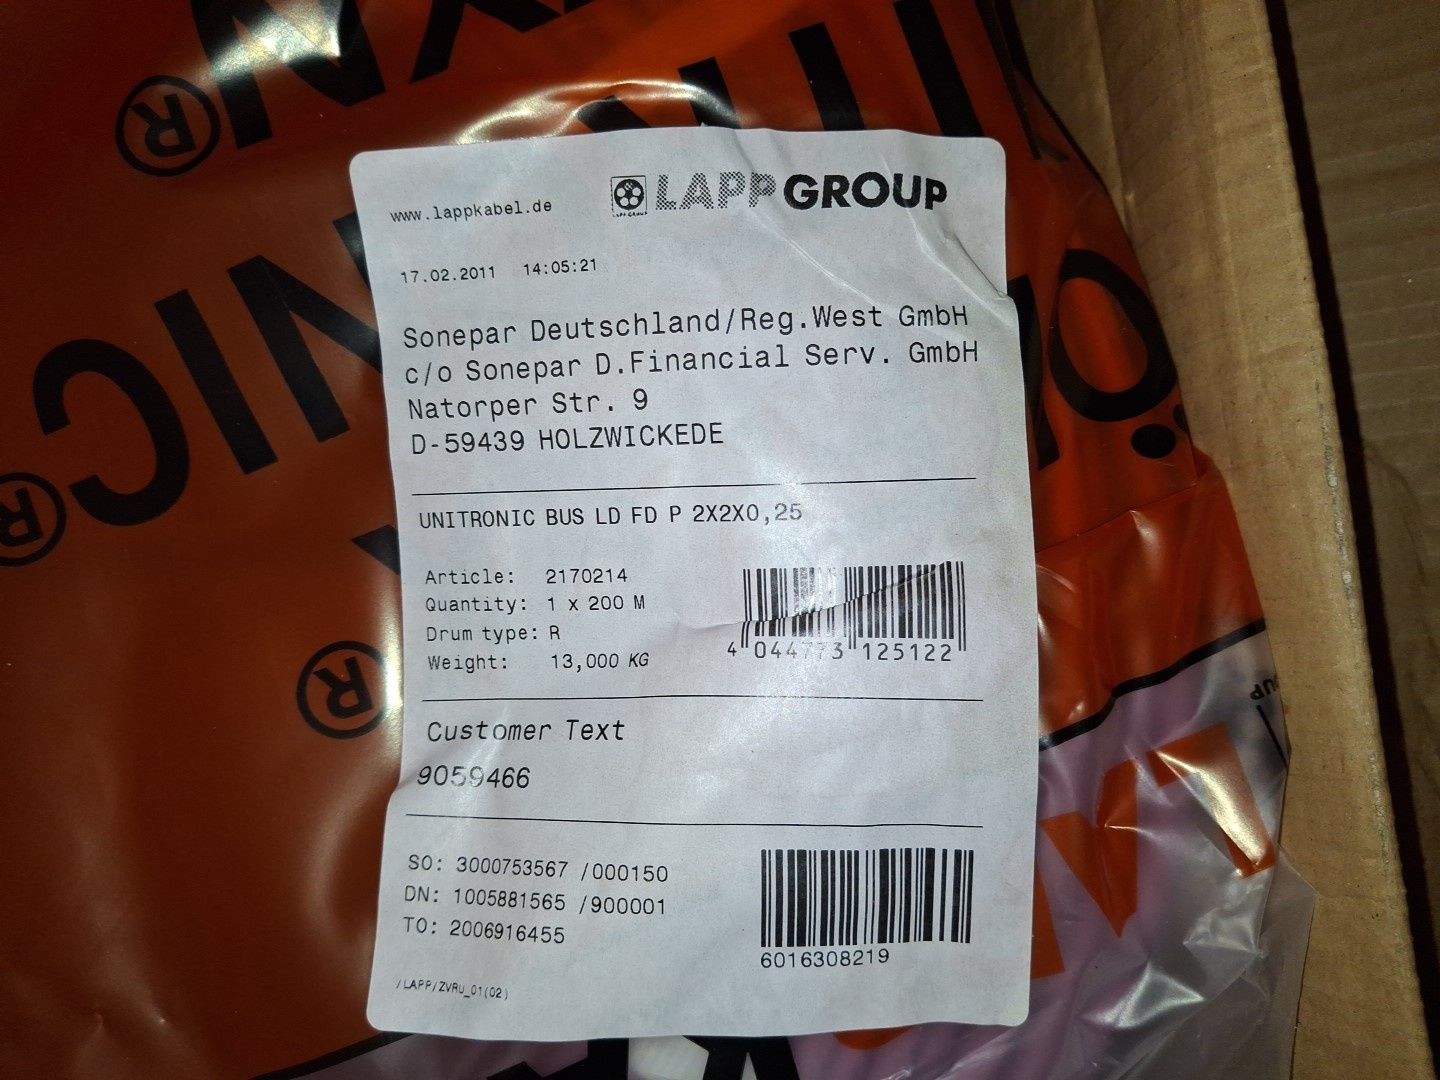 www.lappkabel.de
LAPP GROUP
17.02.2011 14:05:21
Sonepar Deutschland/Reg.West GmbH
c/o Sonepar D.Financial Serv. GmbH
Natorper Str. 9
D-59439 HOLZWICKEDE
UNITRONIC BUS LD FD P 2X2X0,25
Article: 2170214
Quantity: 1 x 200 M
Drum type: R
Weight: 13,000 KG
4 044773 125122
Customer Text
9059466
SO: 3000753567 /000150
DN: 1005881565 /900001
TO: 2006916455
6016308219
/LAPP/ZVRU_01(02)